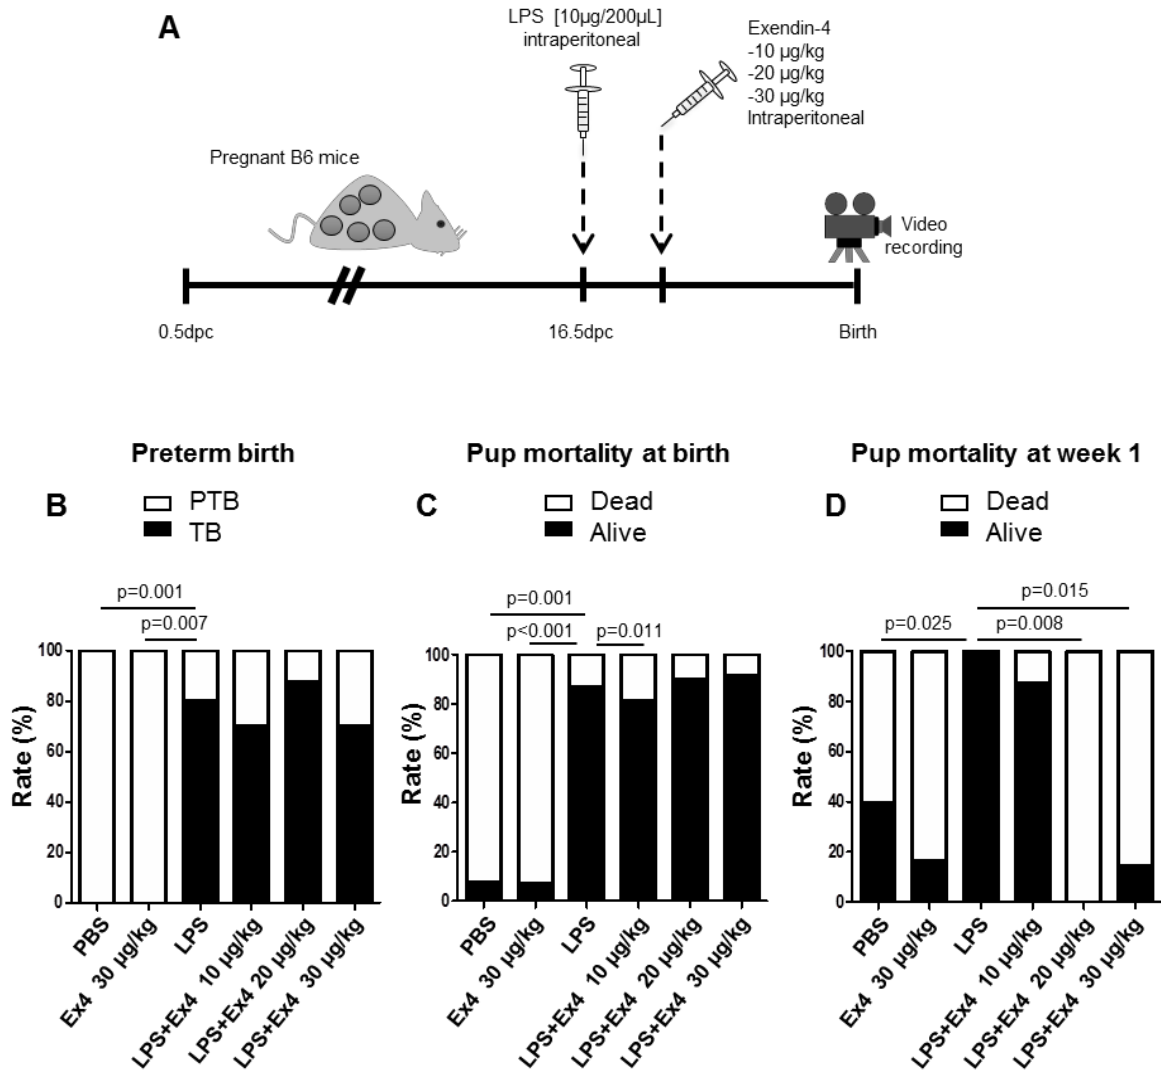 A
LPS [10µg/200µL]
intraperitoneal
Exendin-4
-10 µg/kg
-20 µg/kg
-30 µg/kg
Intraperitoneal
Pregnant B6 mice
Video
recording
0.5dpc
16.5dpc
Birth
Preterm birth
B
PTB
TB
p=0.001
p=0.007
Rate (%)
100
80
60
40
20
0
PBS
Ex4 30 µg/kg
LPS
LPS+Ex4 10 µg/kg
LPS+Ex4 20 µg/kg
LPS+Ex4 30 µg/kg
Pup mortality at birth
C
Dead
Alive
p=0.001
p<0.001
p=0.011
Rate (%)
100
80
60
40
20
0
PBS
Ex4 30 µg/kg
LPS
LPS+Ex4 10 µg/kg
LPS+Ex4 20 µg/kg
LPS+Ex4 30 µg/kg
Pup mortality at week 1
D
Dead
Alive
p=0.015
p=0.025
p=0.008
Rate (%)
100
80
60
40
20
0
PBS
Ex4 30 µg/kg
LPS
LPS+Ex4 10 µg/kg
LPS+Ex4 20 µg/kg
LPS+Ex4 30 µg/kg